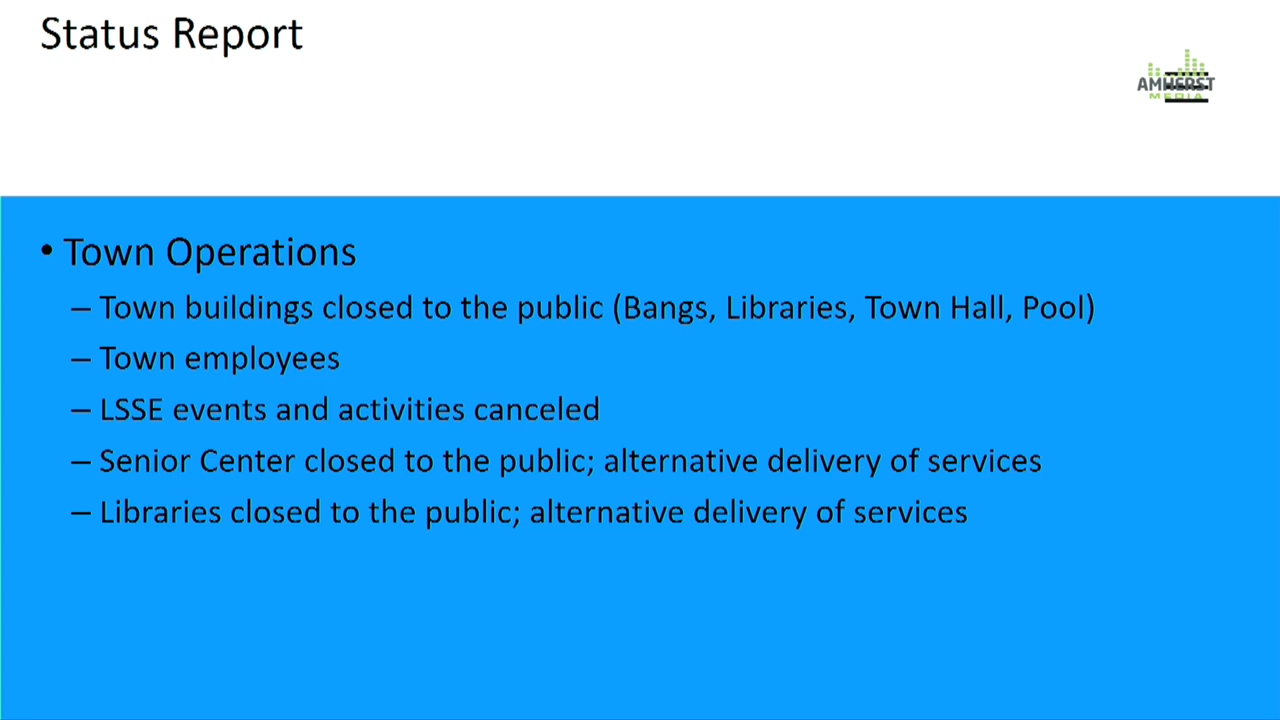 Status Report
AMHERST
MEDIA
• Town Operations
– Town buildings closed to the public (Bangs, Libraries, Town Hall, Pool)
– Town employees
– LSSE events and activities canceled
– Senior Center closed to the public; alternative delivery of services
– Libraries closed to the public; alternative delivery of services